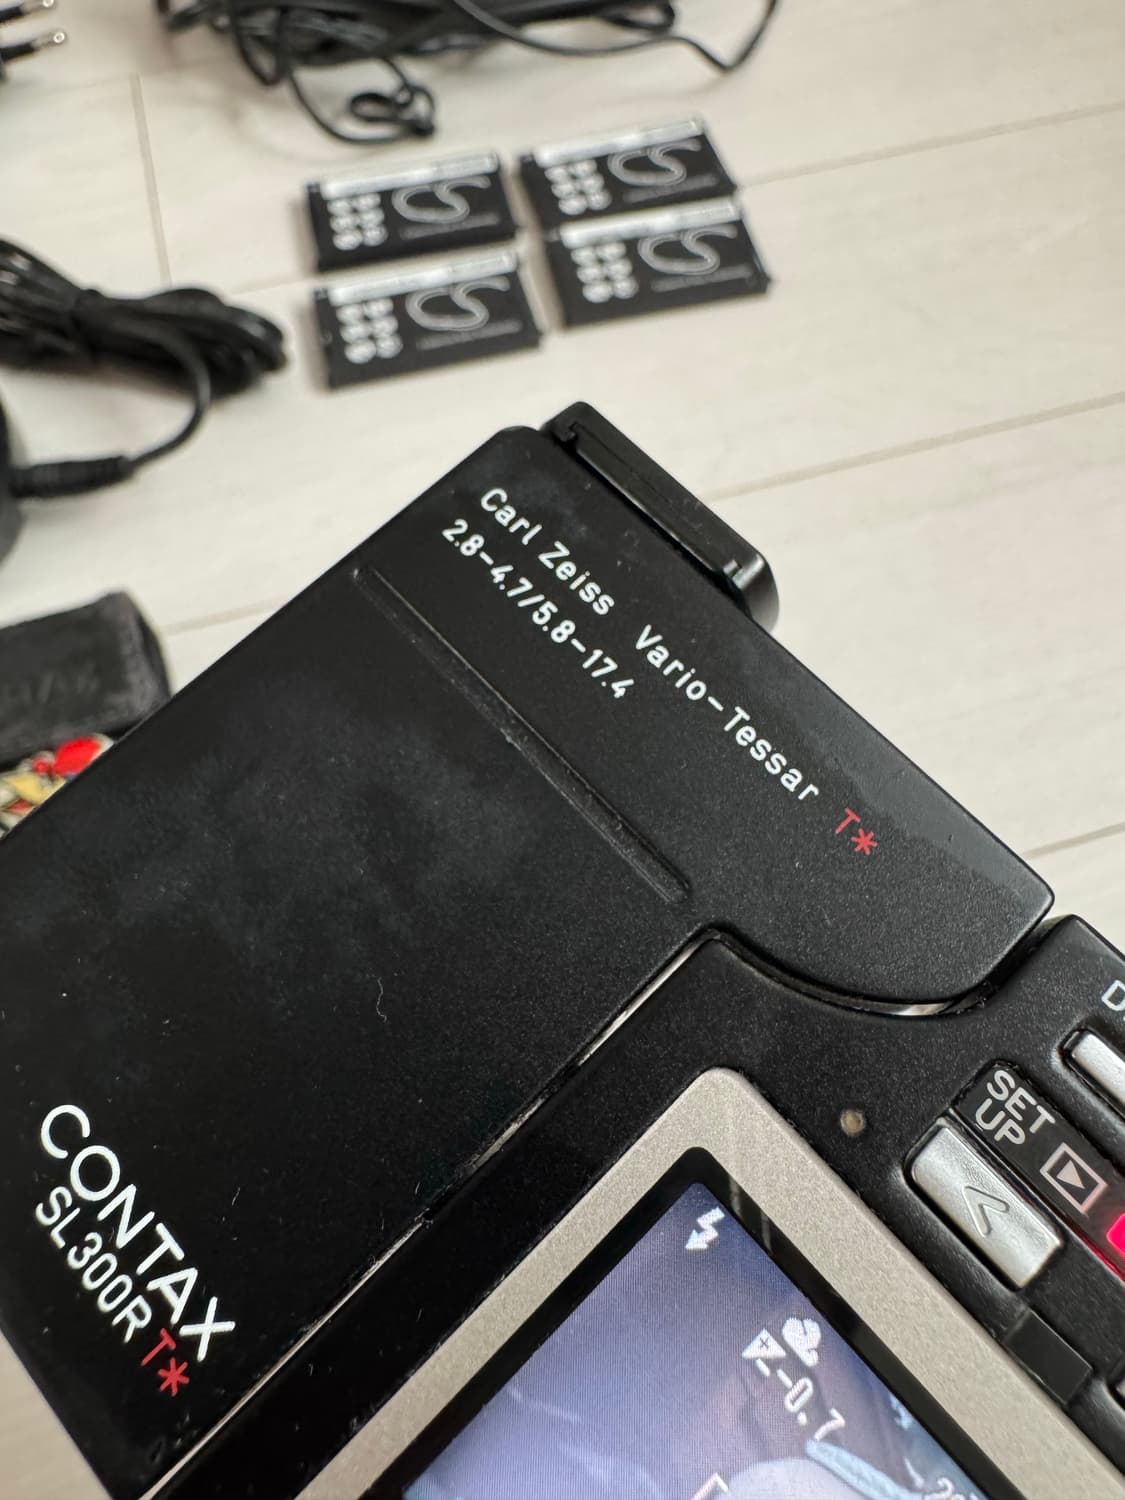 Carl Zeiss Vario-Tessar T*
2.8-4.7/5.8-17.4
CONTAX
SL300R T*
SET
UP
-0.7